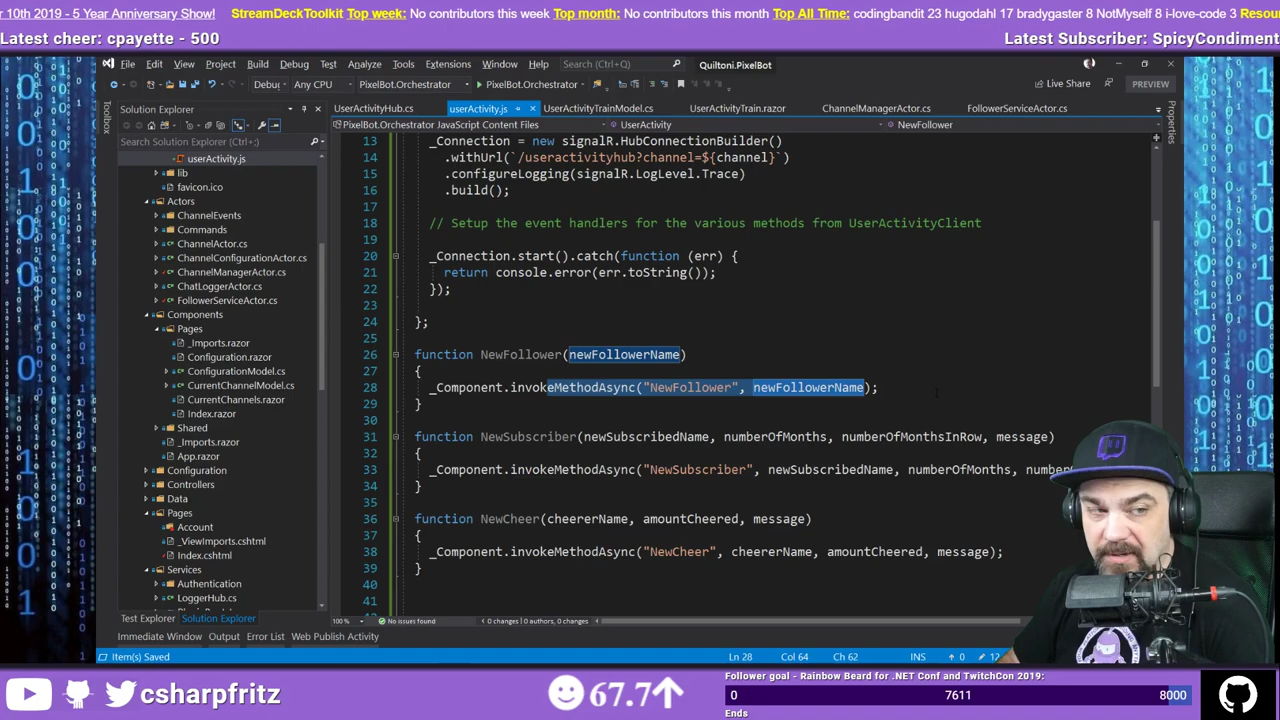 r 10th 2019 - 5 Year Anniversary Show! StreamDeckToolkit Top week: No contributors this week Top month: No contributors this month Top All Time: codingbandit 23 hugodahl 17 bradygaster 8 NotMyself 8 i-love-code 3 Resour
Latest cheer: cpayette - 500
Latest Subscriber: SpicyCondiment
File Edit View Project Build Debug Test Analyze Tools Extensions Window Help Search (Ctrl+;) Quiltoni.PixelBot
Debug Any CPU PixelBot.Orchestrator PixelBot.Orchestrator Live Share PREVIEW
Toolbox
Properties
Solution Explorer
Search Solution Explorer (Ctrl+;)
userActivity.js
lib
favicon.ico
Actors
ChannelEvents
Commands
ChannelActor.cs
ChannelConfigurationActor.cs
ChannelManagerActor.cs
ChatLoggerActor.cs
FollowerServiceActor.cs
Components
Pages
_Imports.razor
Configuration.razor
ConfigurationModel.cs
CurrentChannelModel.cs
CurrentChannels.razor
Index.razor
Shared
_Imports.razor
App.razor
Configuration
Controllers
Data
Pages
Account
_ViewImports.cshtml
Index.cshtml
Services
Authentication
LoggerHub.cs
Test Explorer Solution Explorer
UserActivityHub.cs userActivity.js UserActivityTrainModel.cs UserActivityTrain.razor ChannelManagerActor.cs FollowerServiceActor.cs
PixelBot.Orchestrator JavaScript Content Files UserActivity NewFollower
13 _Connection = new signalR.HubConnectionBuilder()
14 .withUrl(`/useractivityhub?channel=${channel}`)
15 .configureLogging(signalR.LogLevel.Trace)
16 .build();
17
18 // Setup the event handlers for the various methods from UserActivityClient
19
20 _Connection.start().catch(function (err) {
21 return console.error(err.toString());
22 });
23
24 };
25
26 function NewFollower(newFollowerName)
27 {
28 _Component.invokeMethodAsync("NewFollower", newFollowerName);
29 }
30
31 function NewSubscriber(newSubscribedName, numberOfMonths, numberOfMonthsInRow, message)
32 {
33 _Component.invokeMethodAsync("NewSubscriber", newSubscribedName, numberOfMonths, numbe
34 }
35
36 function NewCheer(cheererName, amountCheered, message)
37 {
38 _Component.invokeMethodAsync("NewCheer", cheererName, amountCheered, message);
39 }
40
41
100 % No issues found 0 changes | 0 authors, 0 changes
Immediate Window Output Error List Web Publish Activity
Item(s) Saved Ln 28 Col 64 Ch 62 INS 0 12
csharpfritz
67.7
Follower goal - Rainbow Beard for .NET Conf and TwitchCon 2019:
0 7611 8000
Ends